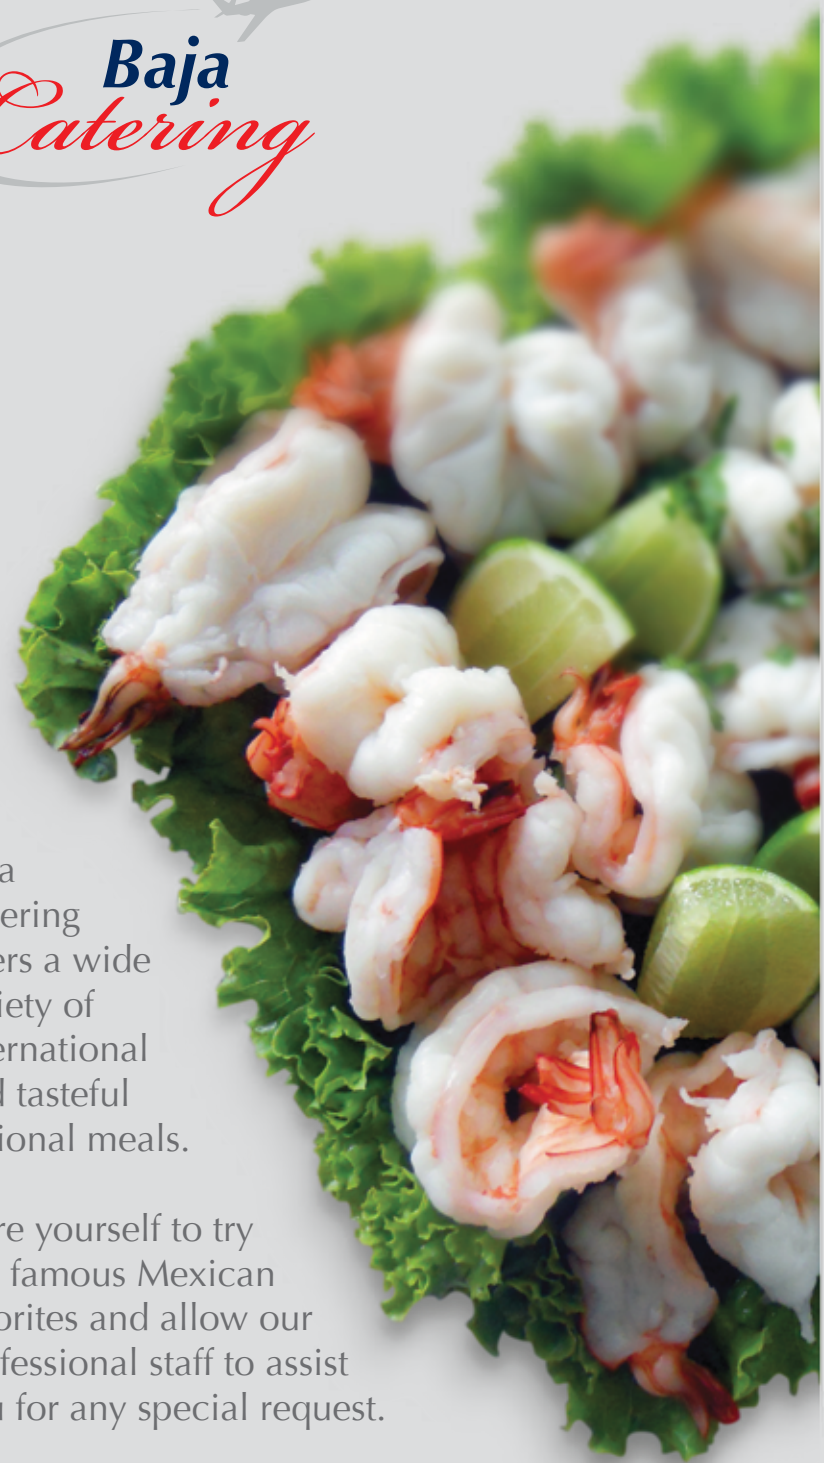 Baja
Catering
a
ering
ers a wide
iety of
ernational
d tasteful
ional meals.
re yourself to try
famous Mexican
orites and allow our
fessional staff to assist
u for any special request.